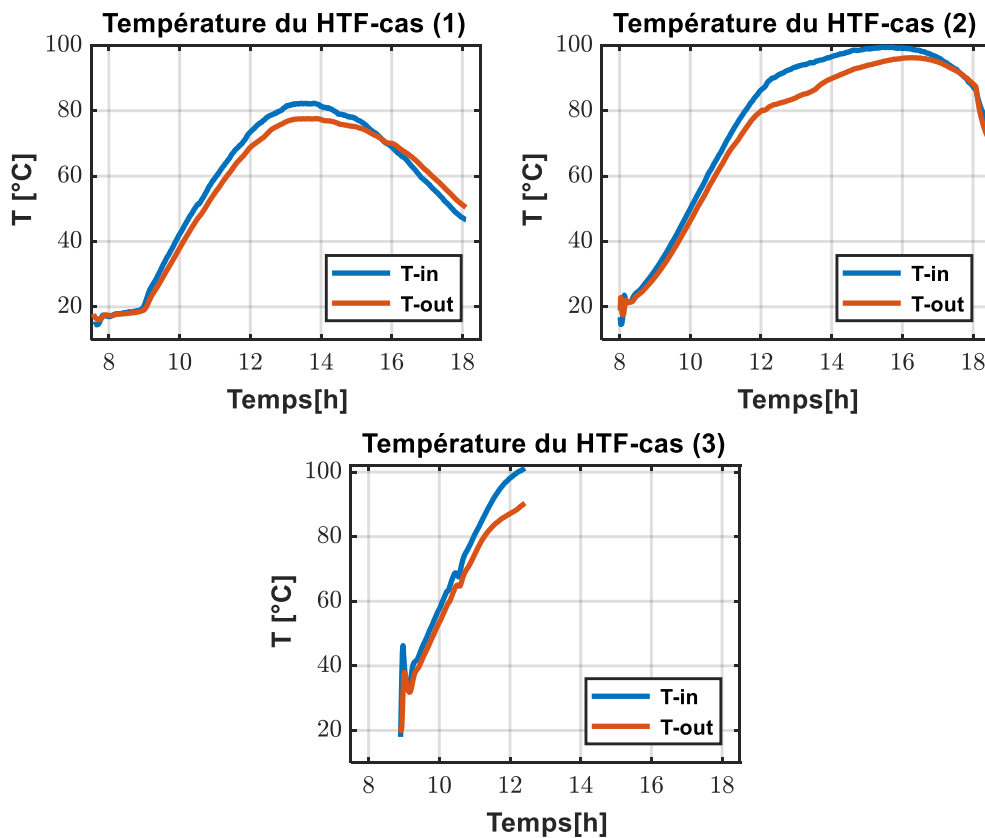 Température du HTF-cas (1)
100
80
60
40
20
T [°C]
T-in
T-out
8 10 12 14 16 18
Temps[h]
Température du HTF-cas (2)
100
80
60
40
20
T [°C]
T-in
T-out
8 10 12 14 16 18
Temps[h]
Température du HTF-cas (3)
100
80
60
40
20
T [°C]
T-in
T-out
8 10 12 14 16 18
Temps[h]